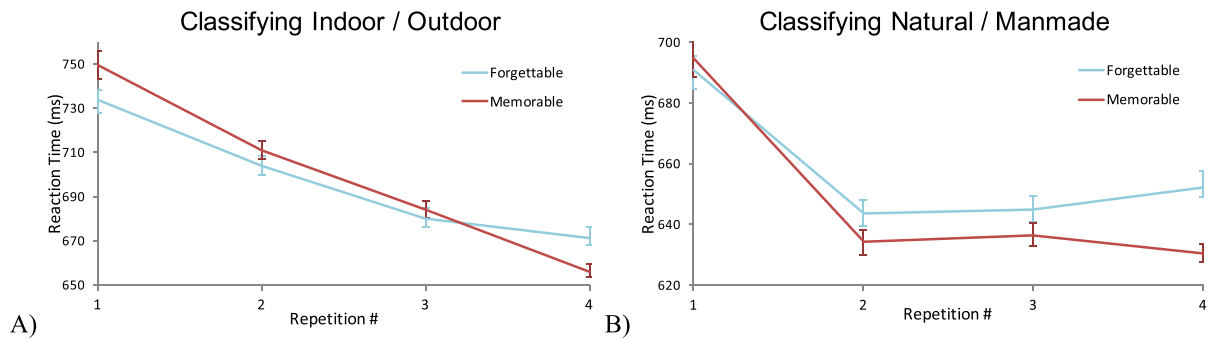 A)
Classifying Indoor / Outdoor
Reaction Time (ms)
750
730
710
690
670
650
1
2
3
4
Repetition #
Forgettable
Memorable
B)
Classifying Natural / Manmade
Reaction Time (ms)
700
680
660
640
620
1
2
3
4
Repetition #
Forgettable
Memorable